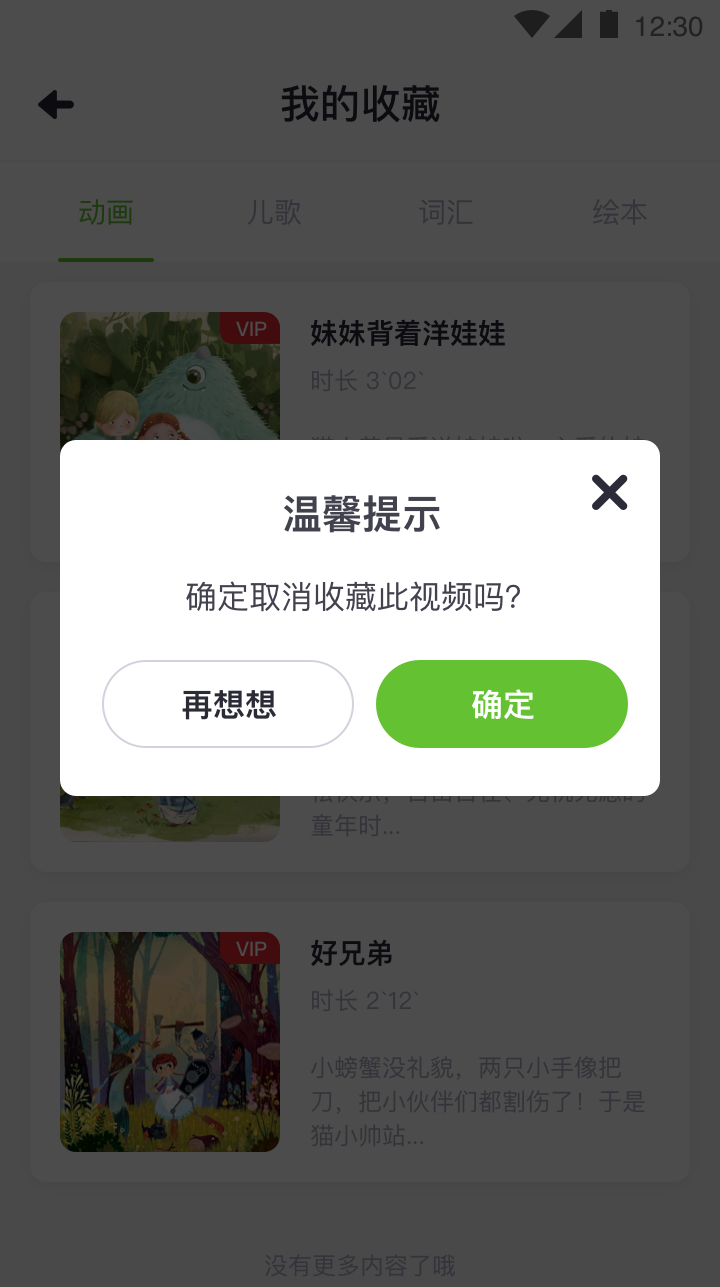 12:30
我的收藏
动画
儿歌
词汇
绘本
VIP
妹妹背着洋娃娃
时长 3`02`
温馨提示
确定取消收藏此视频吗?
再想想
确定
童年时...
VIP
好兄弟
时长 2`12`
小螃蟹没礼貌，两只小手像把
刀，把小伙伴们都割伤了！于是
猫小帅站...
没有更多内容了哦